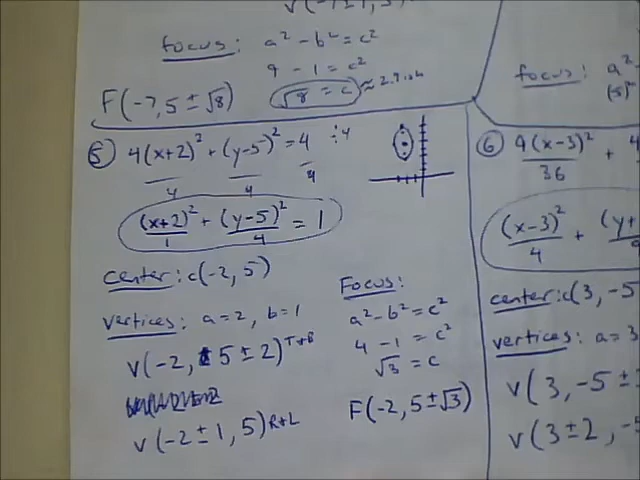 focus: a² - b² = c²
9 - 1 = c²
√8 = c ≈ 2.9ish
F(-7, 5 ± √8)
⑤ 4(x+2)² + (y-5)² = 4 ÷4
4 4 4
(x+2)²/1 + (y-5)²/4 = 1
center: c(-2, 5)
vertices: a=2, b=1
V(-2, 5 ± 2) T+B
V(-2 ± 1, 5) R+L
Focus:
a² - b² = c²
4 - 1 = c²
√3 = c
F(-2, 5 ± √3)
focus: a²
⑥ 9(x-3)²/36 + 4
(x-3)²/4 + (y+
center: c(3, -5
vertices: a = 3
V(3, -5 ±
V(3 ± 2, -5